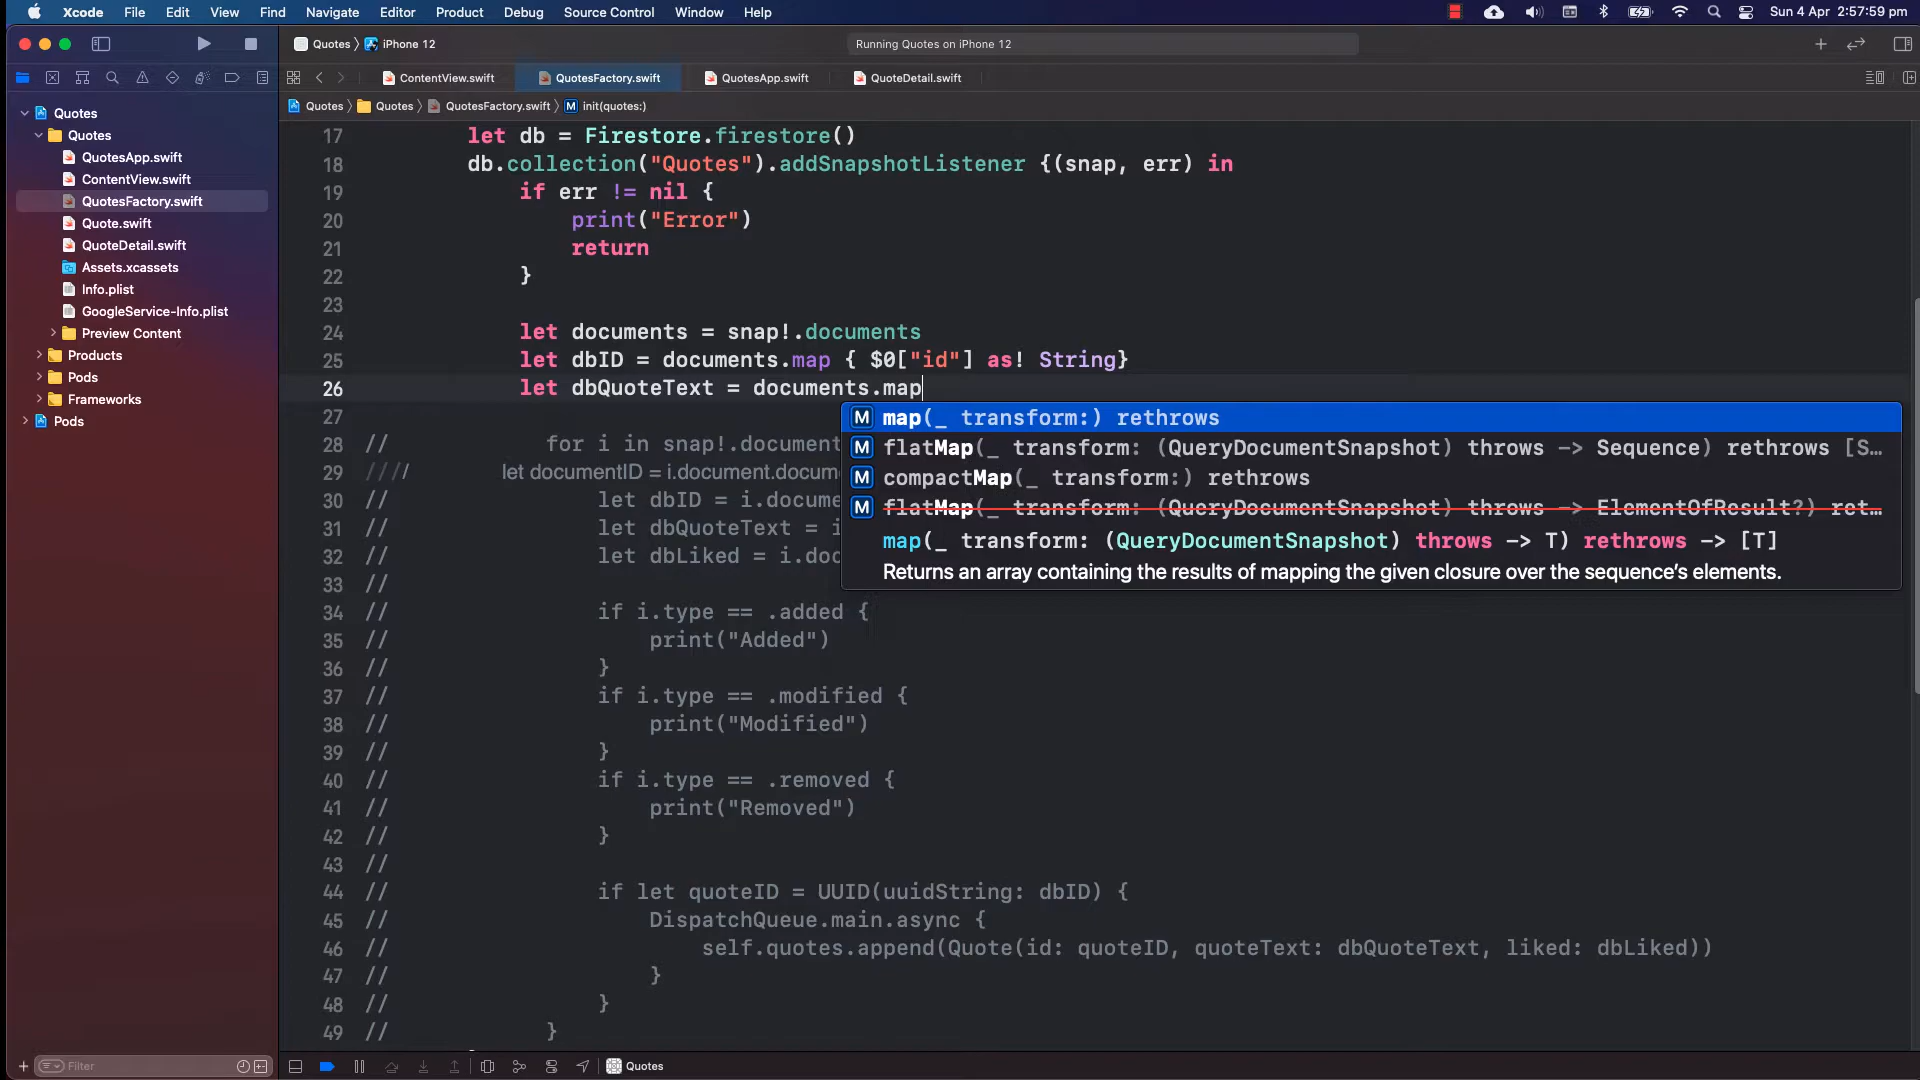 Xcode File Edit View Find Navigate Editor Product Debug Source Control Window Help Sun 4 Apr 2:57:59 pm
Quotes iPhone 12 Running Quotes on iPhone 12
ContentView.swift QuotesFactory.swift QuotesApp.swift QuoteDetail.swift
Quotes Quotes QuotesFactory.swift M init(quotes:)
Quotes
Quotes
QuotesApp.swift
ContentView.swift
QuotesFactory.swift
Quote.swift
QuoteDetail.swift
Assets.xcassets
Info.plist
GoogleService-Info.plist
Preview Content
Products
Pods
Frameworks
Pods
17 let db = Firestore.firestore()
18 db.collection("Quotes").addSnapshotListener {(snap, err) in
19 if err != nil {
20 print("Error")
21 return
22 }
23
24 let documents = snap!.documents
25 let dbID = documents.map { $0["id"] as! String}
26 let dbQuoteText = documents.map
27
M map(_ transform:) rethrows
M flatMap(_ transform: (QueryDocumentSnapshot) throws -> Sequence) rethrows [S…
M compactMap(_ transform:) rethrows
M flatMap(_ transform: (QueryDocumentSnapshot) throws -> ElementOfResult?) ret…
map(_ transform: (QueryDocumentSnapshot) throws -> T) rethrows -> [T]
Returns an array containing the results of mapping the given closure over the sequence's elements.
28 // for i in snap!.document
29 //// let documentID = i.document.docum
30 // let dbID = i.docume
31 // let dbQuoteText = i
32 // let dbLiked = i.doc
33 //
34 // if i.type == .added {
35 // print("Added")
36 // }
37 // if i.type == .modified {
38 // print("Modified")
39 // }
40 // if i.type == .removed {
41 // print("Removed")
42 // }
43 //
44 // if let quoteID = UUID(uuidString: dbID) {
45 // DispatchQueue.main.async {
46 // self.quotes.append(Quote(id: quoteID, quoteText: dbQuoteText, liked: dbLiked))
47 // }
48 // }
49 // }
Filter Quotes